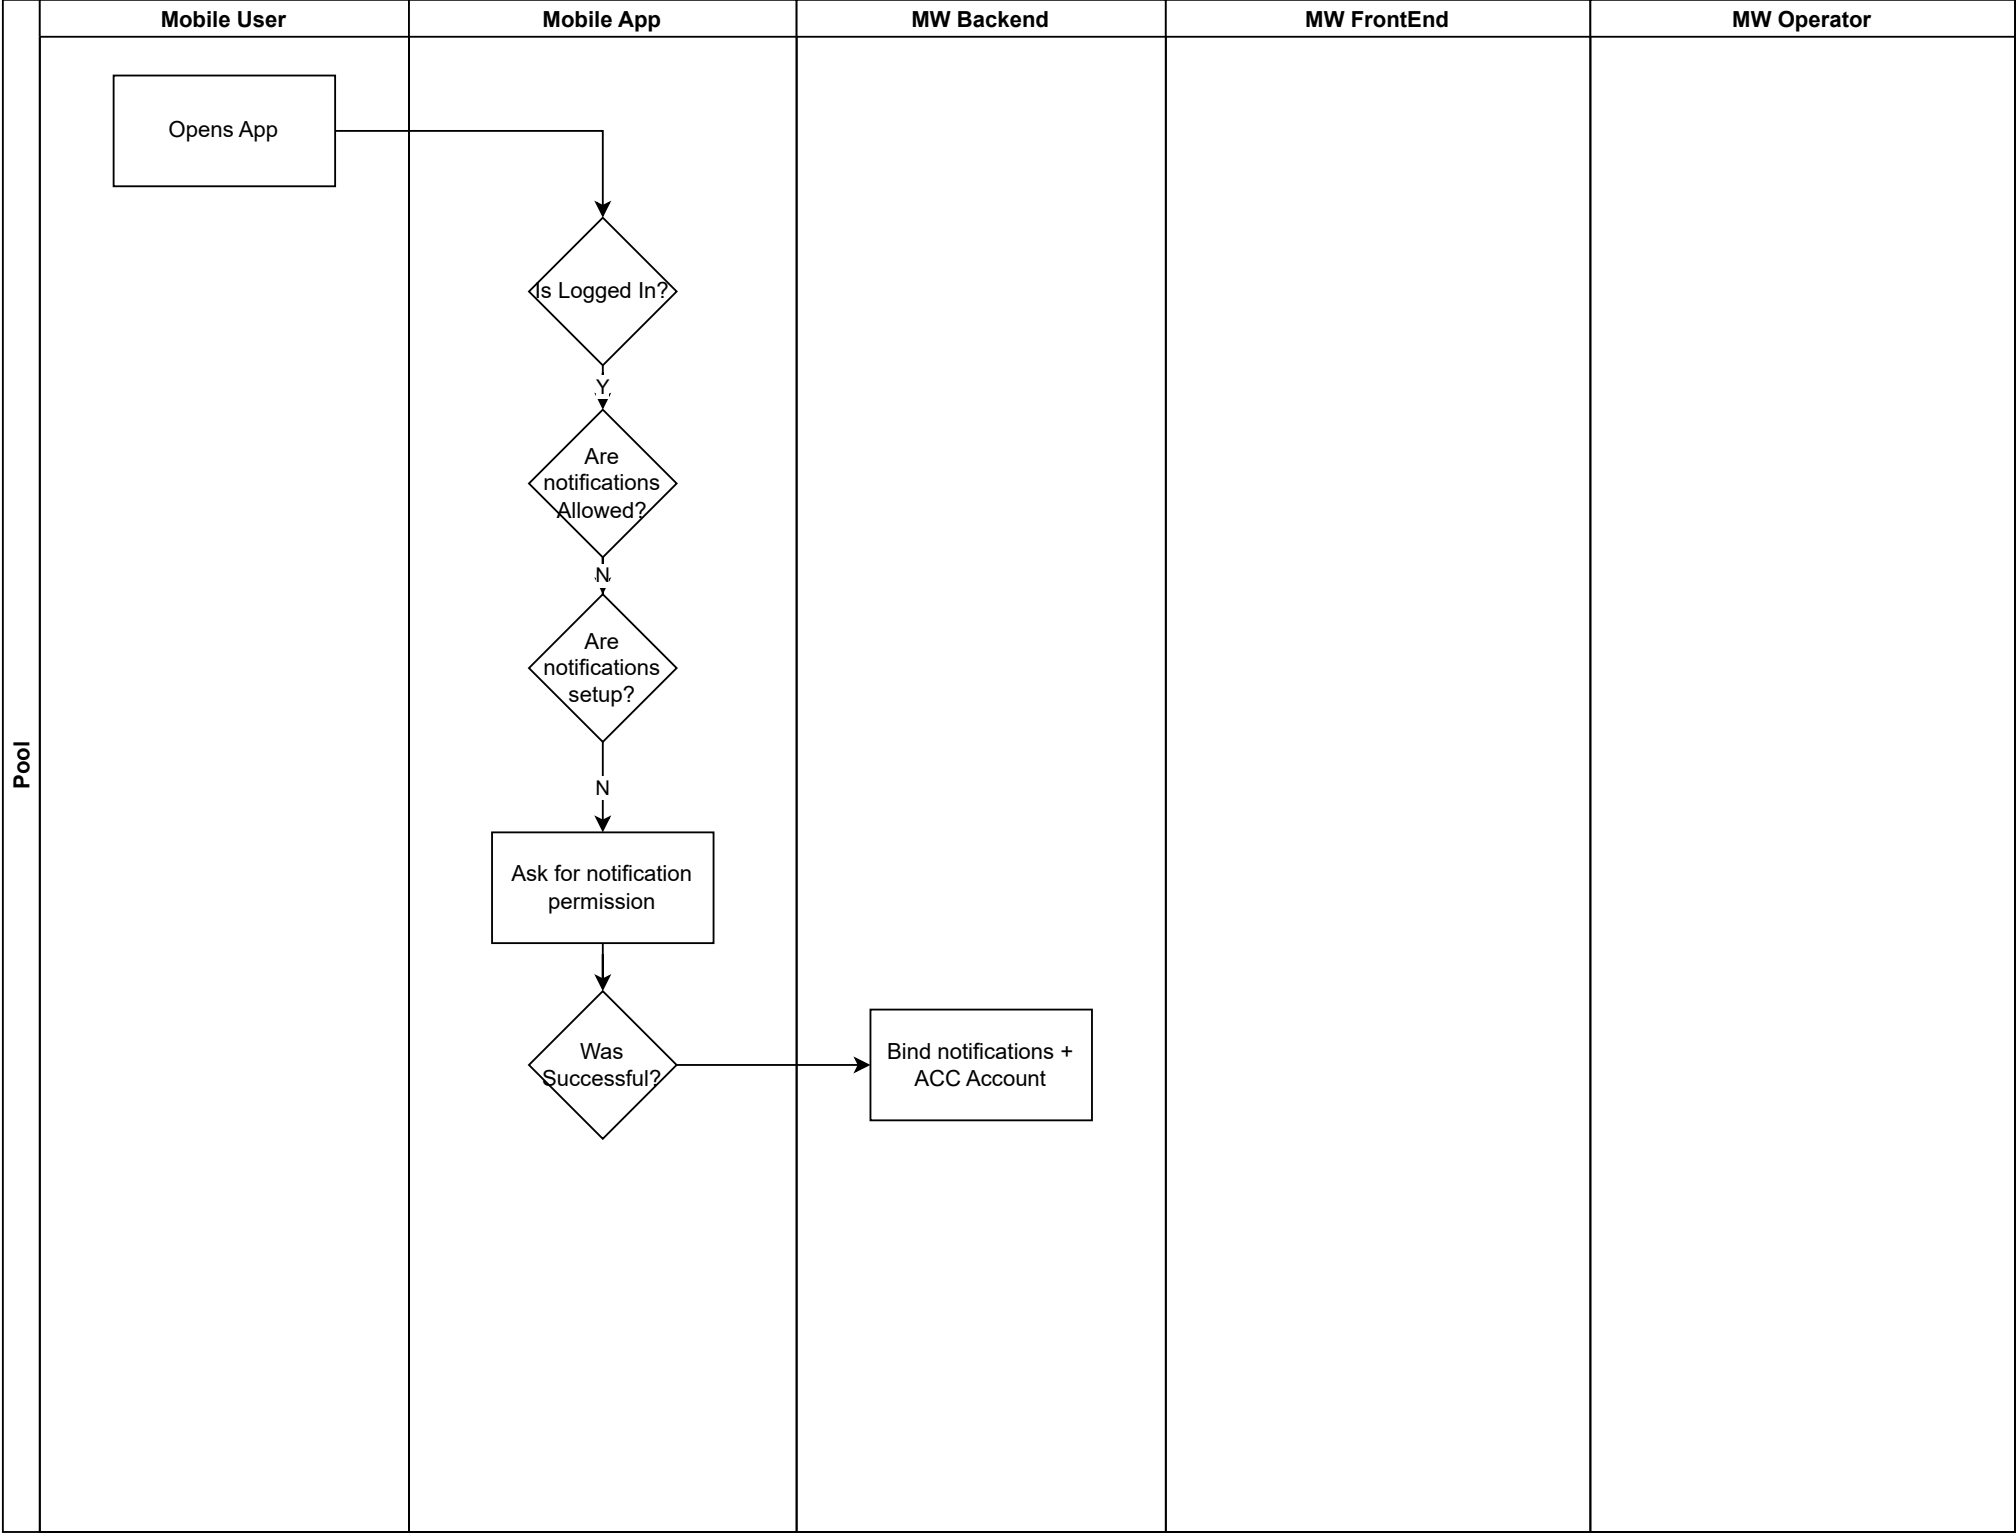 Mobile User
Mobile App
MW Backend
MW FrontEnd
MW Operator
Pool
Opens App
Is Logged In?
Y
Are
notifications
Allowed?
N
Are
notifications
setup?
N
Ask for notification
permission
Was
Successful?
Bind notifications +
ACC Account